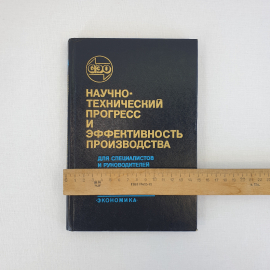 НАУЧНО-
ТЕХНИЧЕСКИЙ
ПРОГРЕСС
И
ЭФФЕКТИВНОСТЬ
ПРОИЗВОДСТВА
ДЛЯ СПЕЦИАЛИСТОВ
И РУКОВОДИТЕЛЕЙ
ЭКОНОМИКА